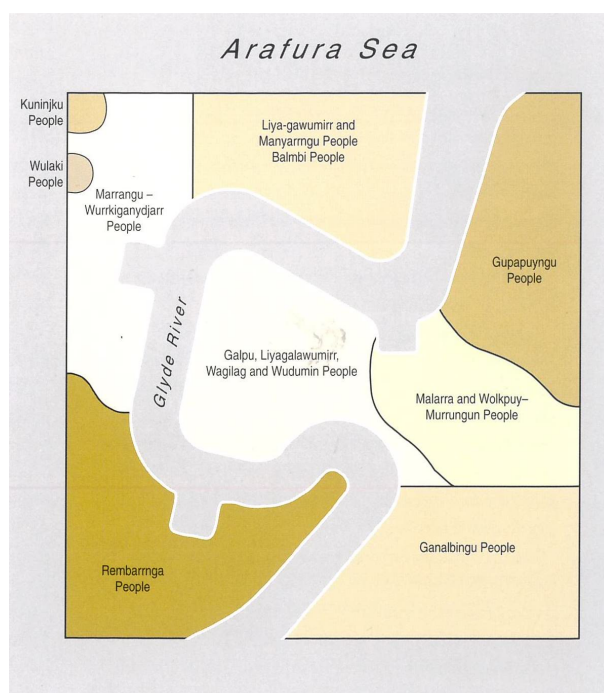 Arafura Sea
Kuninjku
People
Liya-gawumirr and
Manyarrngu People
Balmbi People
Wulaki
People
Marrangu –
Wurrkiganydjarr
People
Gupapuyngu
People
Glyde River
Galpu, Liyagalawumirr,
Wagilag and Wudumin People
Malarra and Wolkpuy–
Murrungun People
Ganalbingu People
Rembarrnga
People